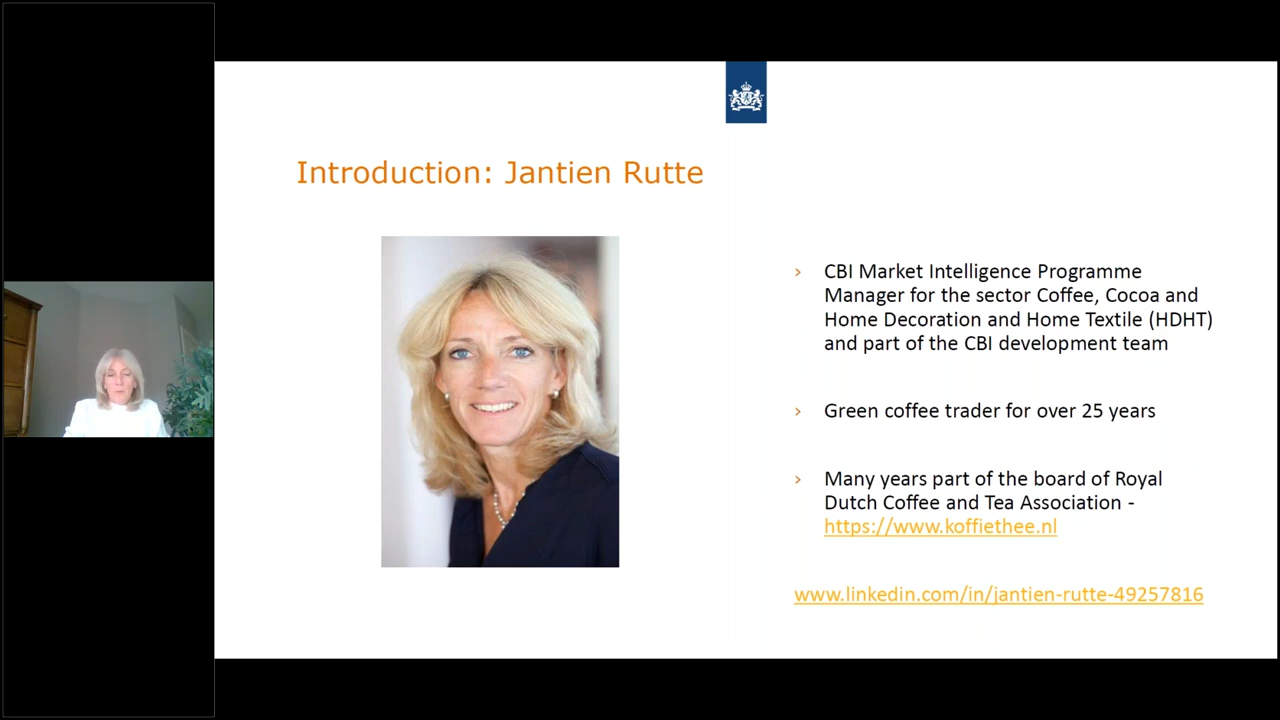 Introduction: Jantien Rutte
› CBI Market Intelligence Programme
Manager for the sector Coffee, Cocoa and
Home Decoration and Home Textile (HDHT)
and part of the CBI development team
› Green coffee trader for over 25 years
› Many years part of the board of Royal
Dutch Coffee and Tea Association -
https://www.koffiethee.nl
www.linkedin.com/in/jantien-rutte-49257816